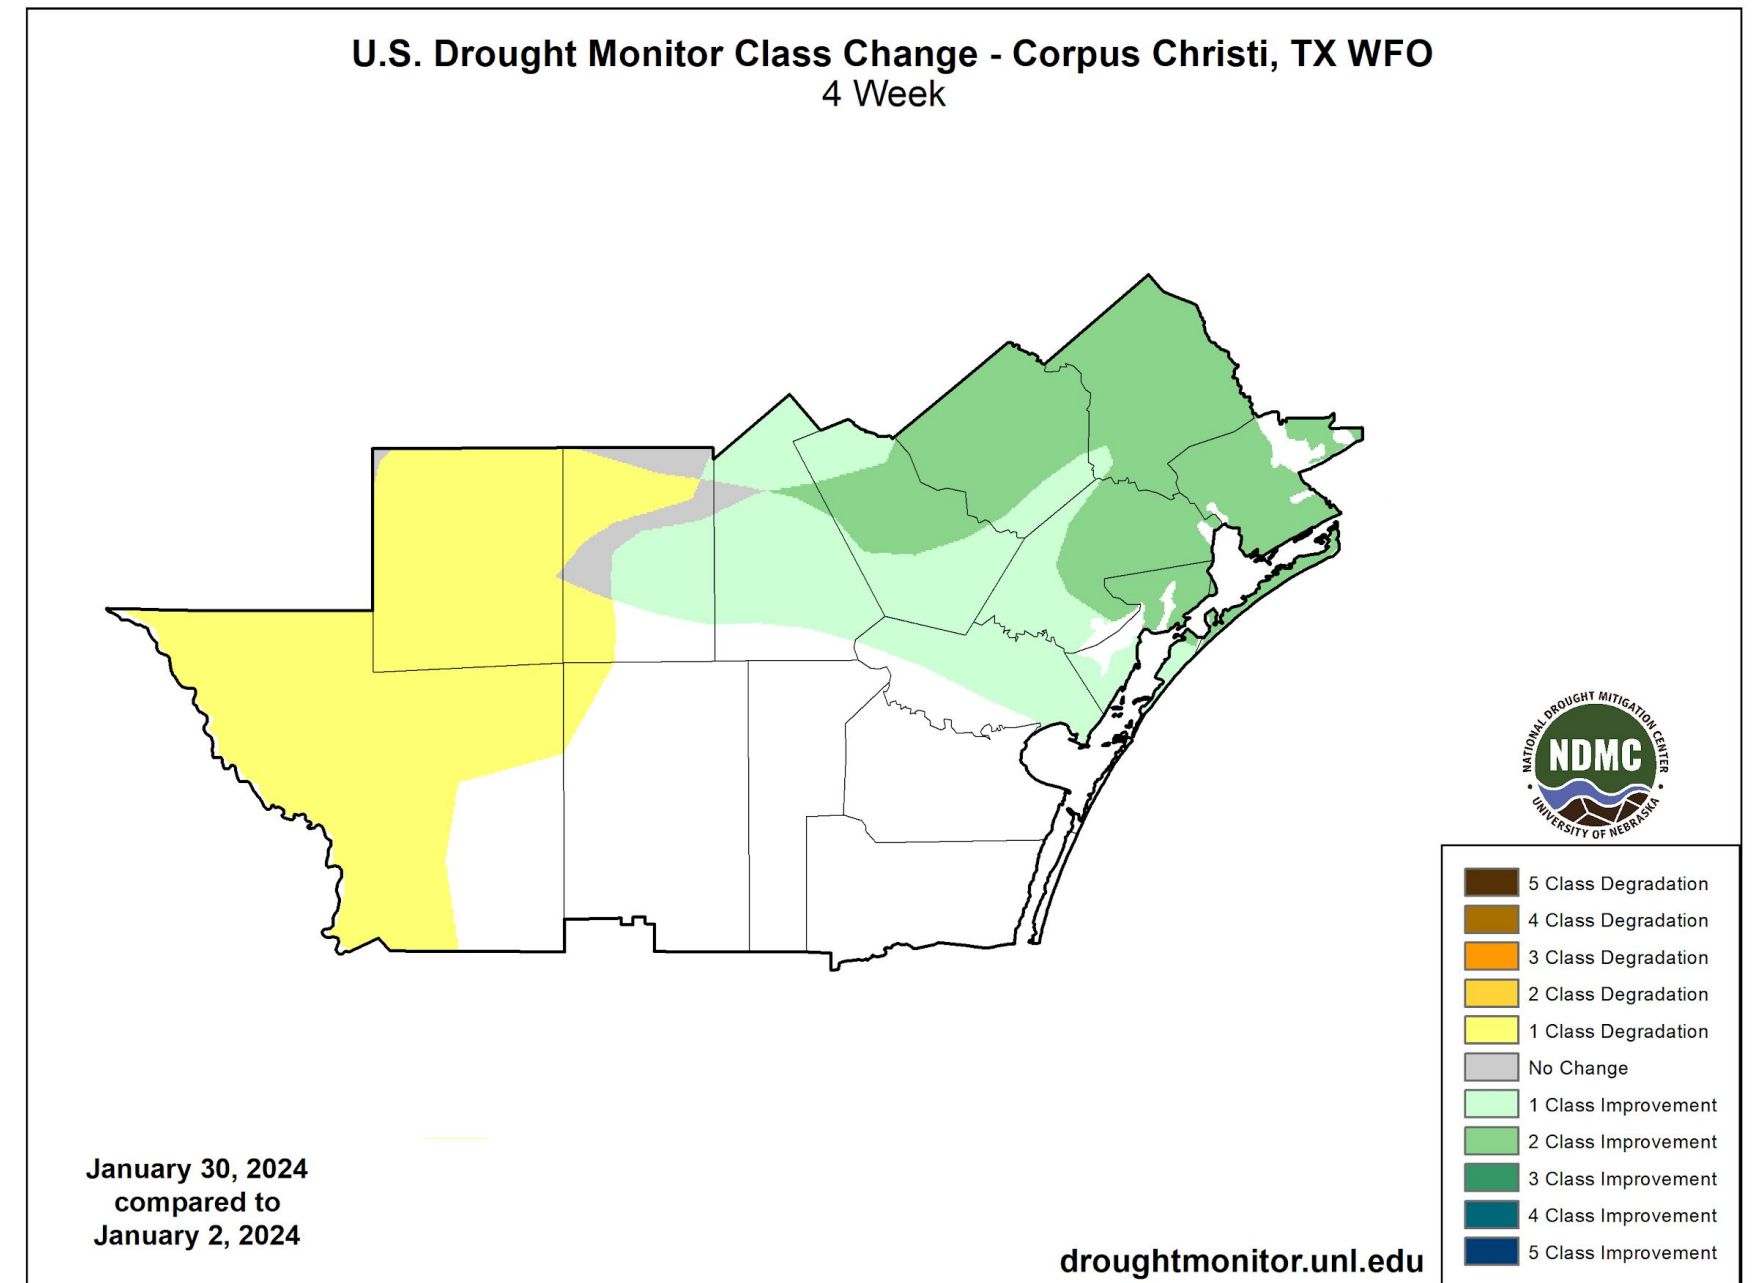 U.S. Drought Monitor Class Change - Corpus Christi, TX WFO
4 Week
NATIONAL DROUGHT MITIGATION CENTER
NDMC
UNIVERSITY OF NEBRASKA
5 Class Degradation
4 Class Degradation
3 Class Degradation
2 Class Degradation
1 Class Degradation
No Change
1 Class Improvement
2 Class Improvement
3 Class Improvement
4 Class Improvement
5 Class Improvement
January 30, 2024
compared to
January 2, 2024
droughtmonitor.unl.edu